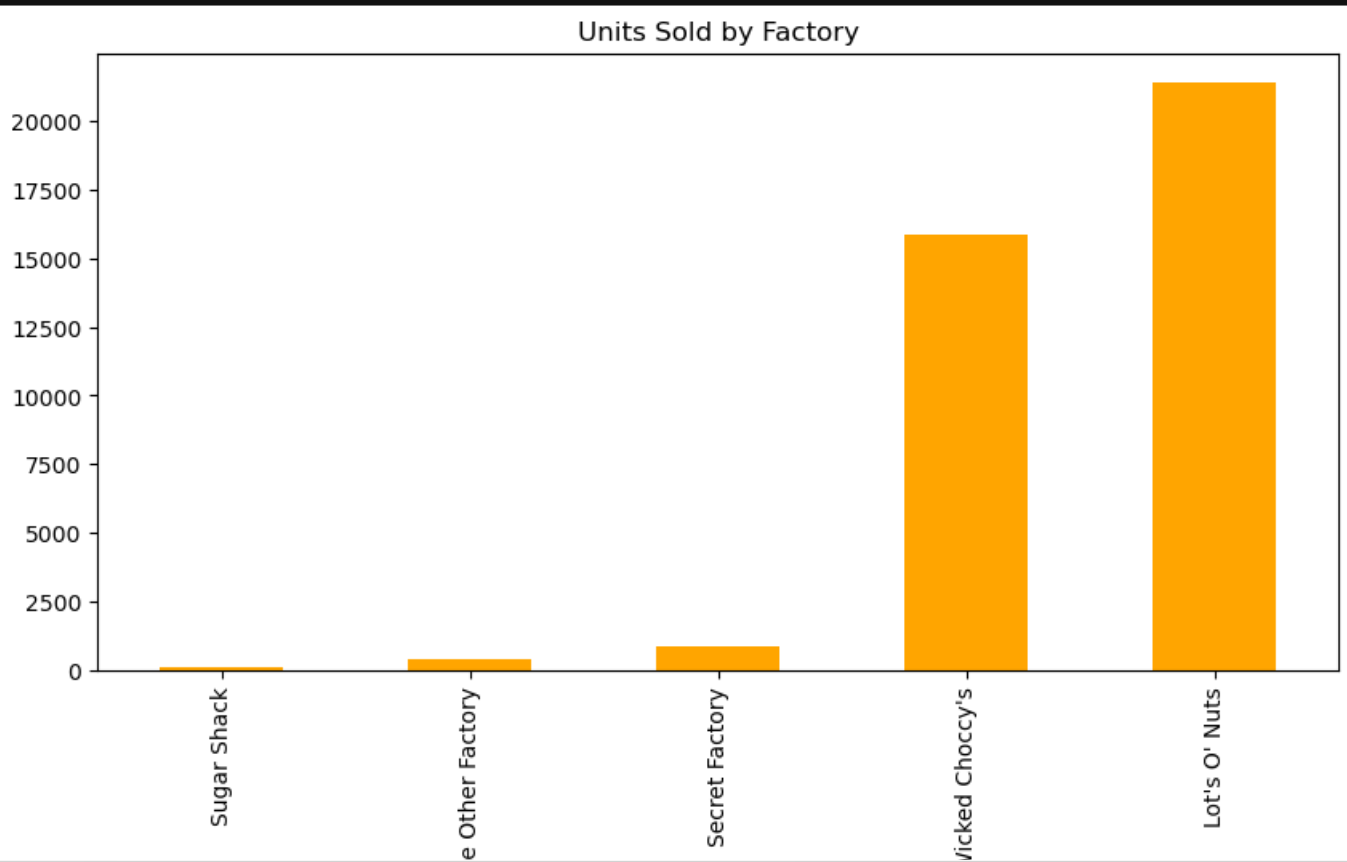 Units Sold by Factory
20000
17500
15000
12500
10000
7500
5000
2500
0
Sugar Shack
e Other Factory
Secret Factory
icked Choccy's
Lot's O' Nuts